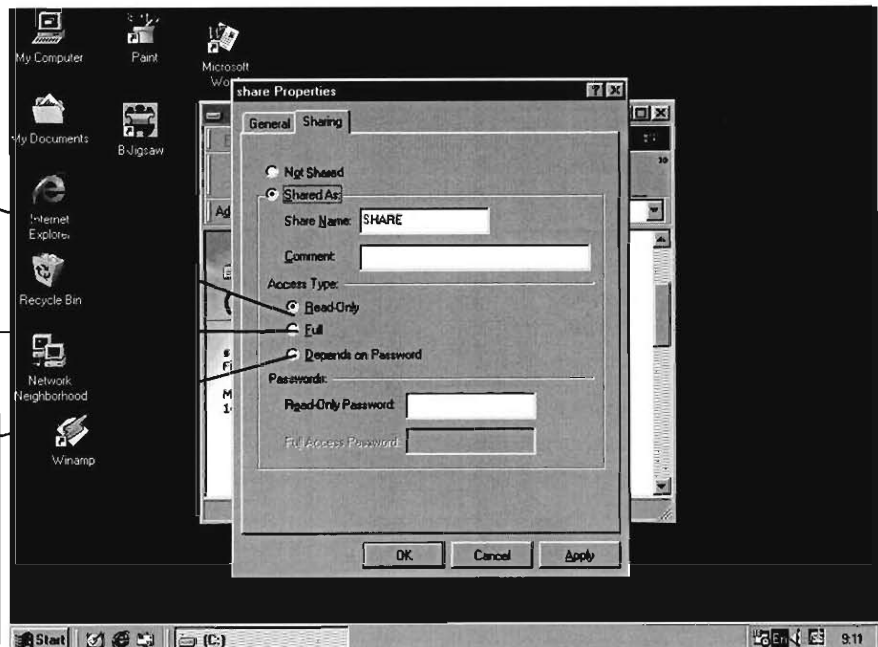 My Computer
Paint
Microsoft
My Documents
B-Jigsaw
Internet
Explorer
Recycle Bin
Network
Neighborhood
Winamp
share Properties
General
Sharing
Not Shared
Shared As:
Share Name: SHARE
Comment:
Access Type:
Read-Only
Full
Depends on Password
Passwords:
Read-Only Password:
Full Access Password:
OK
Cancel
Apply
Start
(C:)
En
9:11